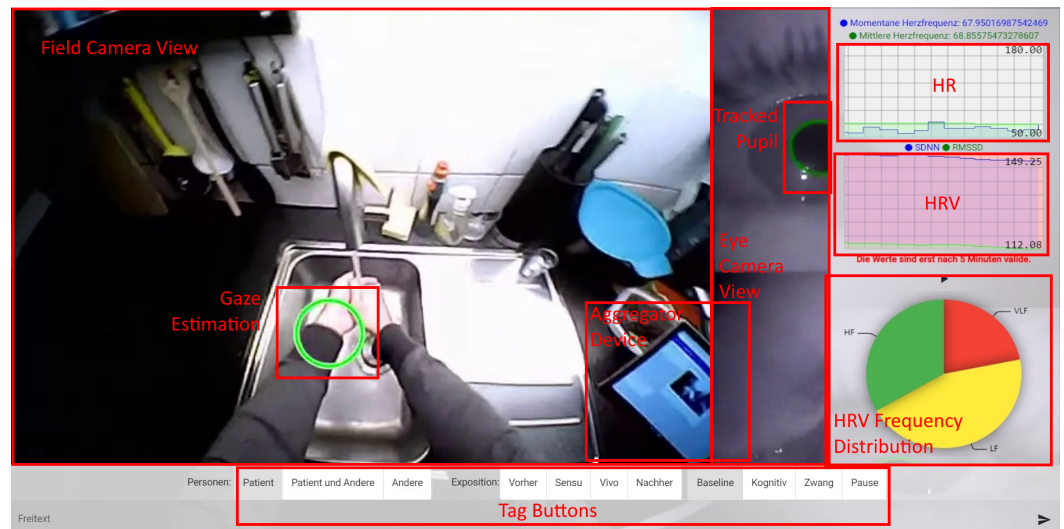 Field Camera View
Tracked
Pupil
Eye
Camera
View
Gaze
Estimation
Aggregator
Device
Momentane Herzfrequenz: 67.95016987542469
Mittlere Herzfrequenz: 68.85575473278607
180.00
HR
50.00
SDNN RMSSD
149.25
HRV
112.08
Die Werte sind erst nach 5 Minuten valide.
VLF
HF
HRV Frequency
Distribution
LF
Personen: Patient Patient und Andere Andere Exposition: Vorher Sensu Vivo Nachher Baseline Kognitiv Zwang Pause
Tag Buttons
Freitext